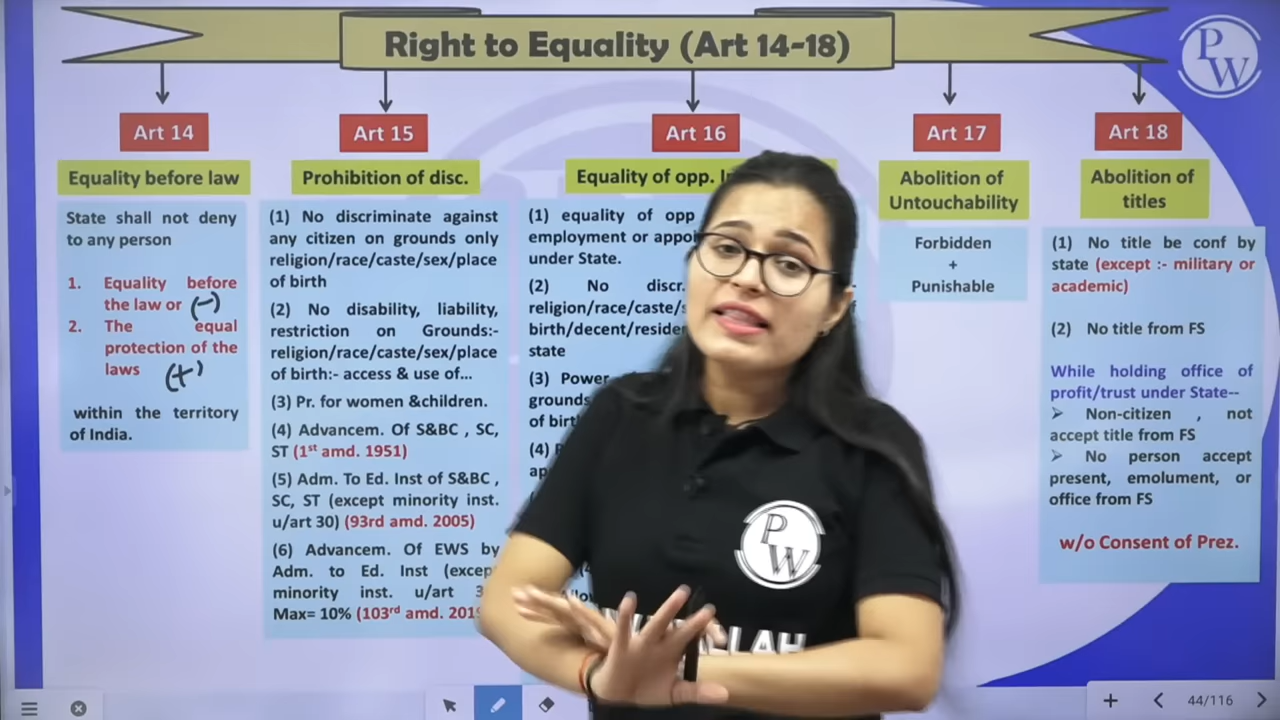 Right to Equality (Art 14-18)
PW
Art 14
Equality before law
State shall not deny
to any person
1. Equality before
the law or (-)
2. The equal
protection of the
laws (+)
within the territory
of India.
Art 15
Prohibition of disc.
(1) No discriminate against
any citizen on grounds only
religion/race/caste/sex/place
of birth
(2) No disability, liability,
restriction on Grounds:-
religion/race/caste/sex/place
of birth:- access & use of...
(3) Pr. for women &children.
(4) Advancem. Of S&BC , SC,
ST (1st amd. 1951)
(5) Adm. To Ed. Inst of S&BC ,
SC, ST (except minority inst.
u/art 30) (93rd amd. 2005)
(6) Advancem. Of EWS by
Adm. to Ed. Inst
minority inst. u/art
Max= 10% (103rd amd.
Art 16
Equality of opp.
(1) equality of opp
employment or
under State.
(2) No discr.
religion/race/caste/
birth/decent/
state
(3) Power
grounds
of
(4)
Art 17
Abolition of
Untouchability
Forbidden
+
Punishable
Art 18
Abolition of
titles
(1) No title be conf by
state (except :- military or
academic)
(2) No title from FS
While holding office of
profit/trust under State--
➢ Non-citizen , not
accept title from FS
➢ No person accept
present, emolument, or
office from FS
w/o Consent of Prez.
PW
44/116